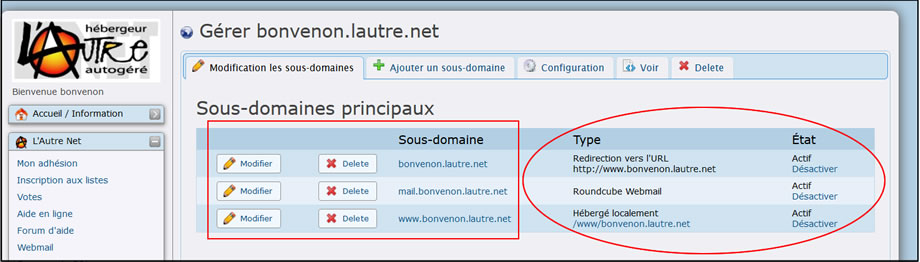 hébergeur
L'Autre
autogéré
Bienvenue bonvenon
Accueil / Information
L'Autre Net
Mon adhésion
Inscription aux listes
Votes
Aide en ligne
Forum d'aide
Webmail
Gérer bonvenon.lautre.net
Modification les sous-domaines Ajouter un sous-domaine Configuration Voir Delete
Sous-domaines principaux
Sous-domaine Type État
Modifier Delete bonvenon.lautre.net Redirection vers l'URL Actif
http://www.bonvenon.lautre.net Désactiver
Modifier Delete mail.bonvenon.lautre.net Roundcube Webmail Actif
Désactiver
Modifier Delete www.bonvenon.lautre.net Hébergé localement Actif
/www/bonvenon.lautre.net Désactiver